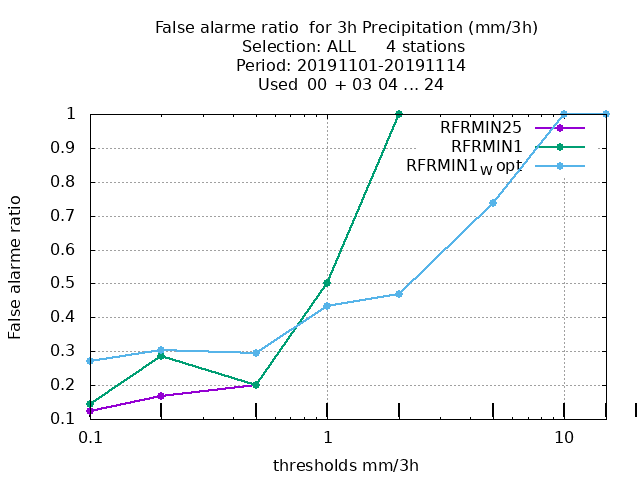 False alarme ratio  for 3h Precipitation (mm/3h)
Selection: ALL      4 stations
Period: 20191101-20191114
Used  00  + 03 04 ... 24
RFRMIN25
RFRMIN1
RFRMIN1W opt
1
0.9
0.8
0.7
0.6
0.5
0.4
0.3
0.2
0.1
False alarme ratio
0.1
1
10
thresholds mm/3h